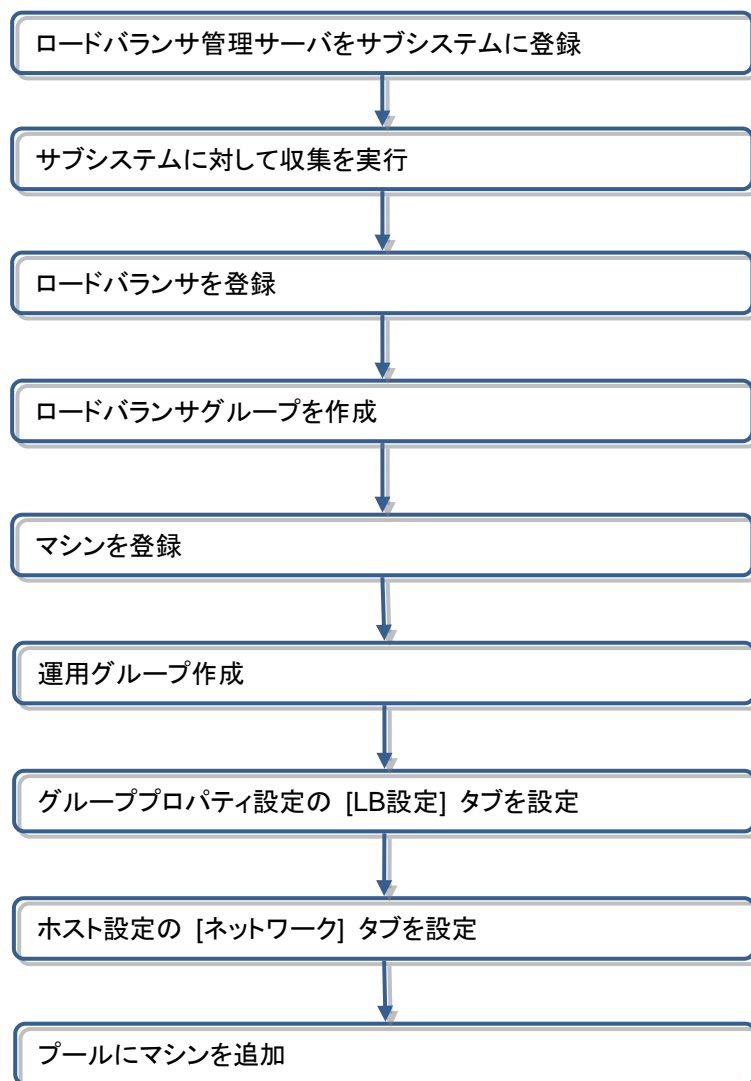 ロードバランサ管理サーバをサブシステムに登録
サブシステムに対して収集を実行
ロードバランサを登録
ロードバランサグループを作成
マシンを登録
運用グループ作成
グループプロパティ設定の [LB設定] タブを設定
ホスト設定の [ネットワーク] タブを設定
プールにマシンを追加